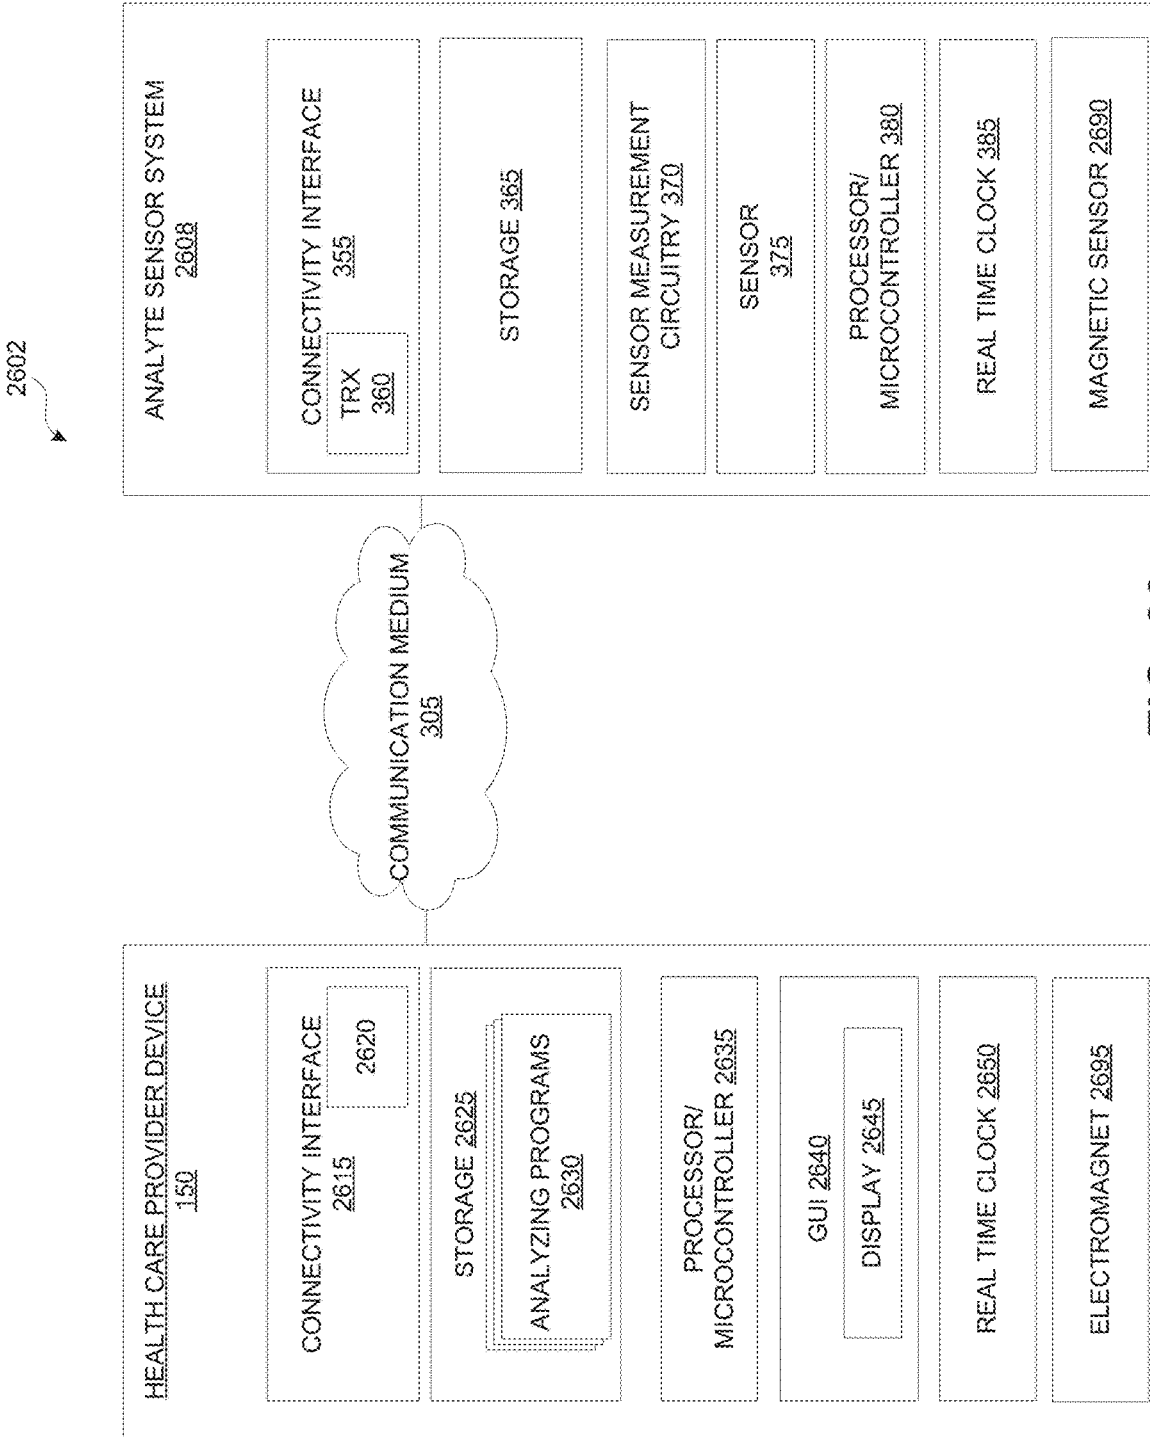 2602
HEALTH CARE PROVIDER DEVICE
150
CONNECTIVITY INTERFACE
2615
2620
STORAGE 2625
ANALYZING PROGRAMS
2630
PROCESSOR/
MICROCONTROLLER 2635
GUI 2640
DISPLAY 2645
REAL TIME CLOCK 2650
ELECTROMAGNET 2695
COMMUNICATION MEDIUM
305
ANALYTE SENSOR SYSTEM
2608
CONNECTIVITY INTERFACE
355
TRX
360
STORAGE 365
SENSOR MEASUREMENT
CIRCUITRY 370
SENSOR
375
PROCESSOR/
MICROCONTROLLER 380
REAL TIME CLOCK 385
MAGNETIC SENSOR 2690